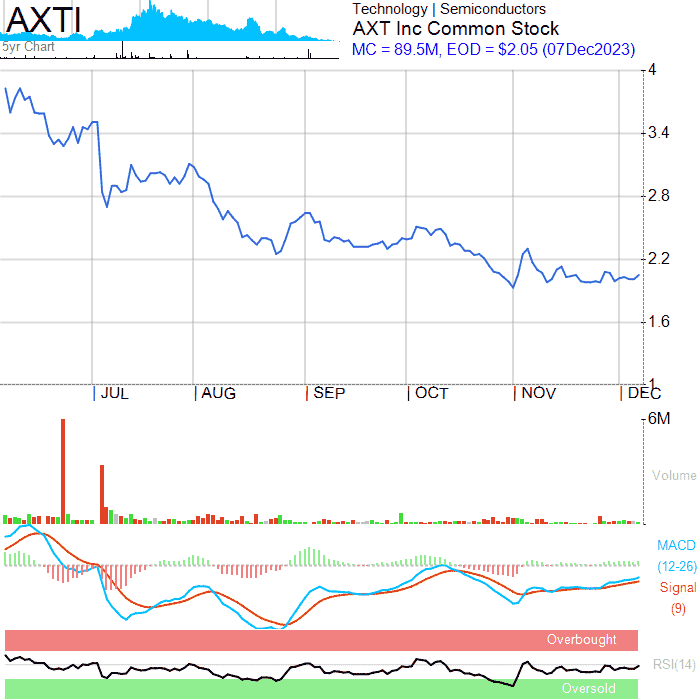 AXTI
5yr Chart
Technology | Semiconductors
AXT Inc Common Stock
MC = 89.5M, EOD = $2.05 (07Dec2023)
4
3.4
2.8
2.2
1.6
1
JUL AUG SEP OCT NOV DEC
6M
Volume
MACD
(12-26)
Signal
(9)
Overbought
RSI(14)
Oversold